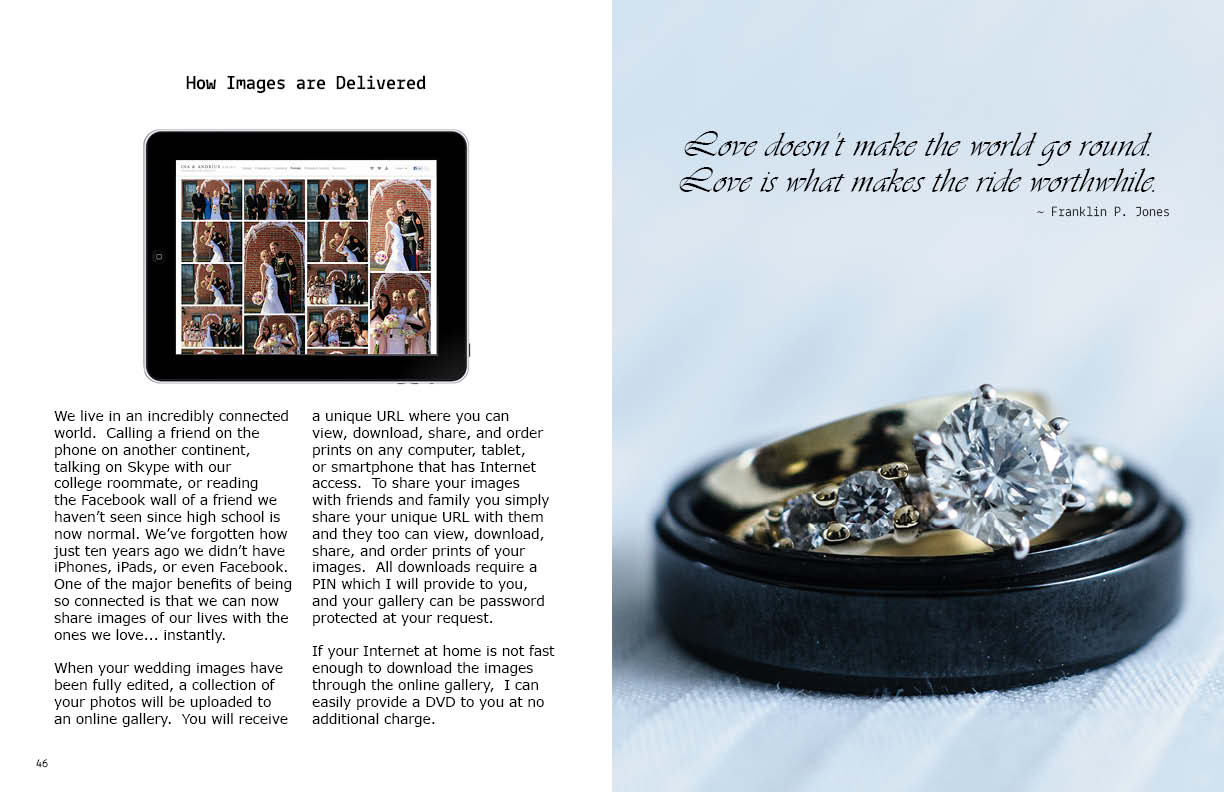 How Images are Delivered
INA & ANDRIUS
We live in an incredibly connected
world.  Calling a friend on the
phone on another continent,
talking on Skype with our
college roommate, or reading
the Facebook wall of a friend we
haven’t seen since high school is
now normal. We’ve forgotten how
just ten years ago we didn’t have
iPhones, iPads, or even Facebook.
One of the major benefits of being
so connected is that we can now
share images of our lives with the
ones we love... instantly.
When your wedding images have
been fully edited, a collection of
your photos will be uploaded to
an online gallery.  You will receive
a unique URL where you can
view, download, share, and order
prints on any computer, tablet,
or smartphone that has Internet
access.  To share your images
with friends and family you simply
share your unique URL with them
and they too can view, download,
share, and order prints of your
images.  All downloads require a
PIN which I will provide to you,
and your gallery can be password
protected at your request.
If your Internet at home is not fast
enough to download the images
through the online gallery,  I can
easily provide a DVD to you at no
additional charge.
46
Love doesn't make the world go round.
Love is what makes the ride worthwhile.
~ Franklin P. Jones